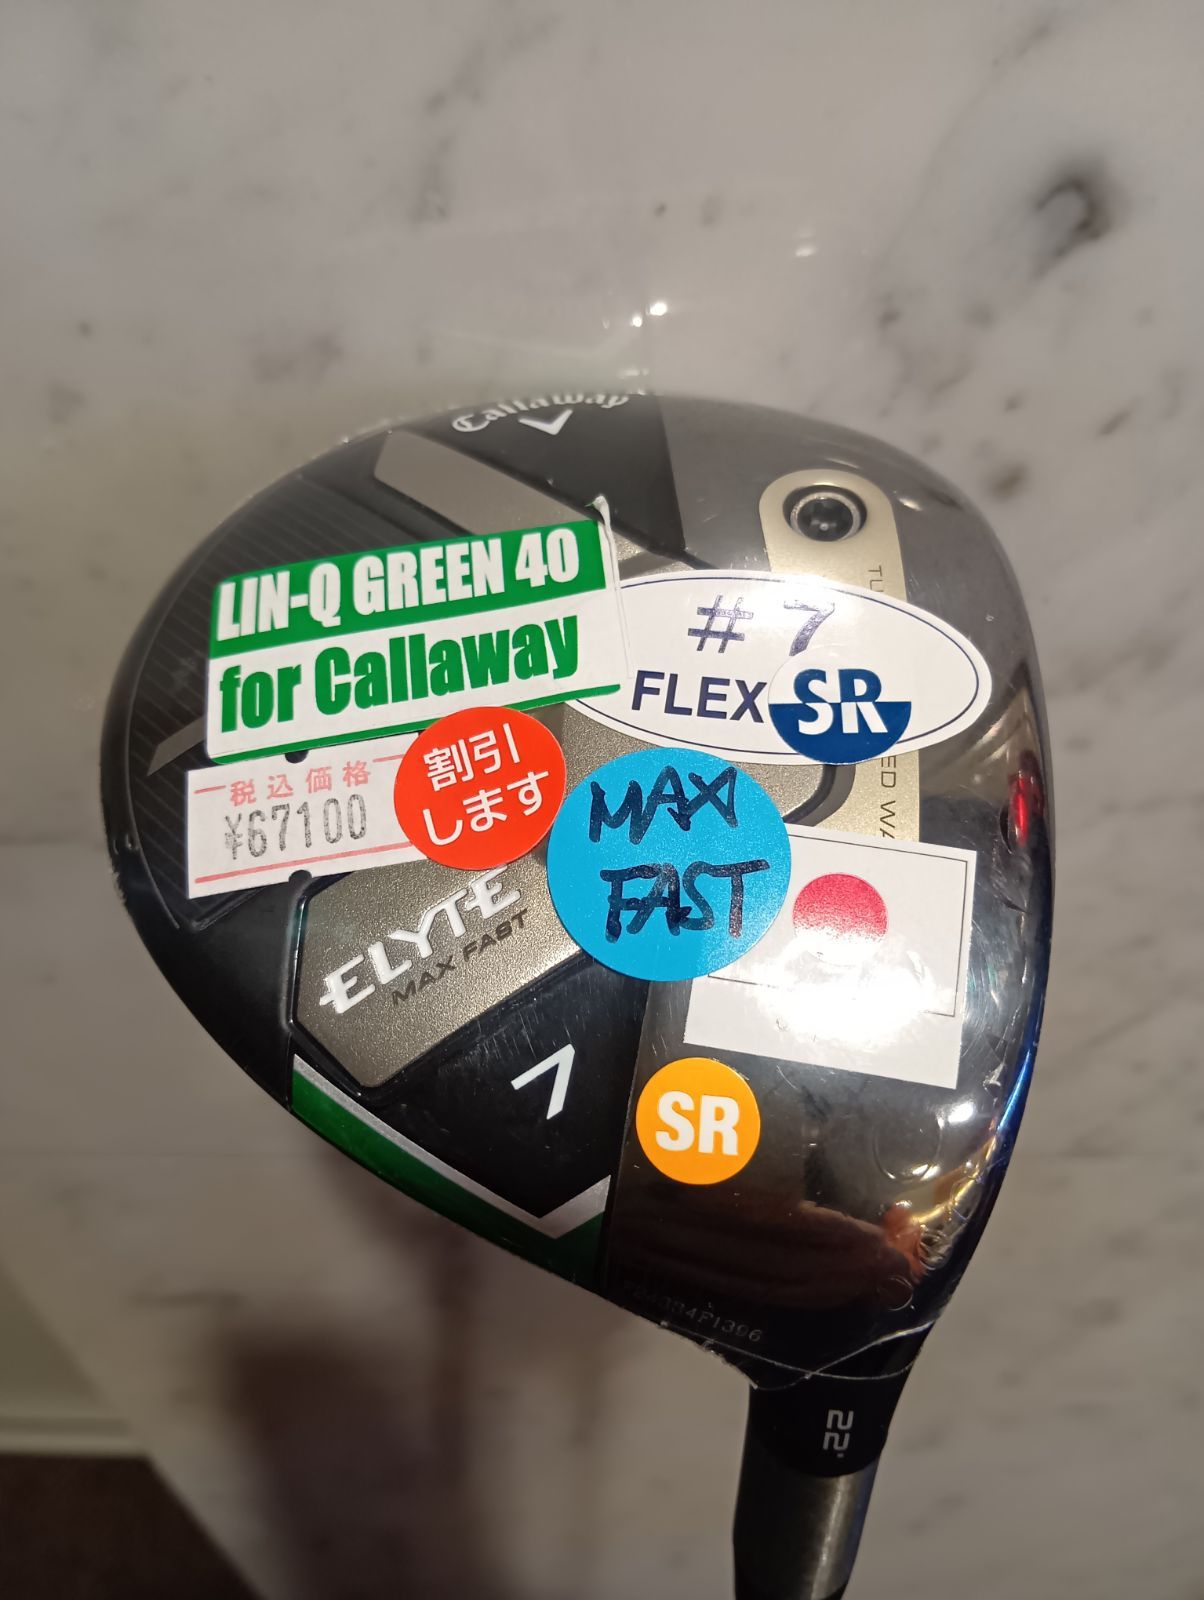 Callaway
LIN-Q GREEN 40
for Callaway
#7
FLEX SR
税込価格
¥67100
割引
します
MAX
FAST
ELYTE
MAX FAST
7
SR
22°